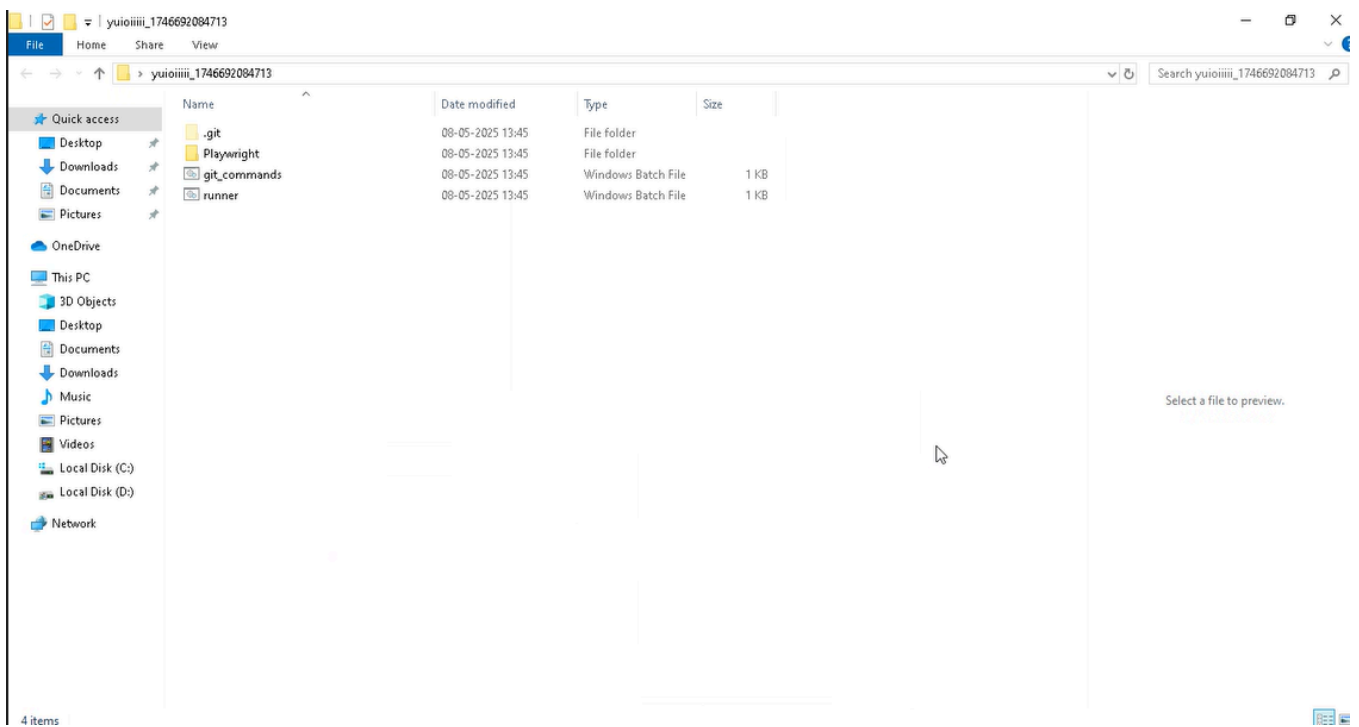 yuioiiiii_1746692084713
File Home Share View
yuioiiiii_1746692084713
Search yuioiiiii_1746692084713
Name Date modified Type Size
.git 08-05-2025 13:45 File folder
Playwright 08-05-2025 13:45 File folder
git_commands 08-05-2025 13:45 Windows Batch File 1 KB
runner 08-05-2025 13:45 Windows Batch File 1 KB
Quick access
Desktop
Downloads
Documents
Pictures
OneDrive
This PC
3D Objects
Desktop
Documents
Downloads
Music
Pictures
Videos
Local Disk (C:)
Local Disk (D:)
Network
Select a file to preview.
4 items